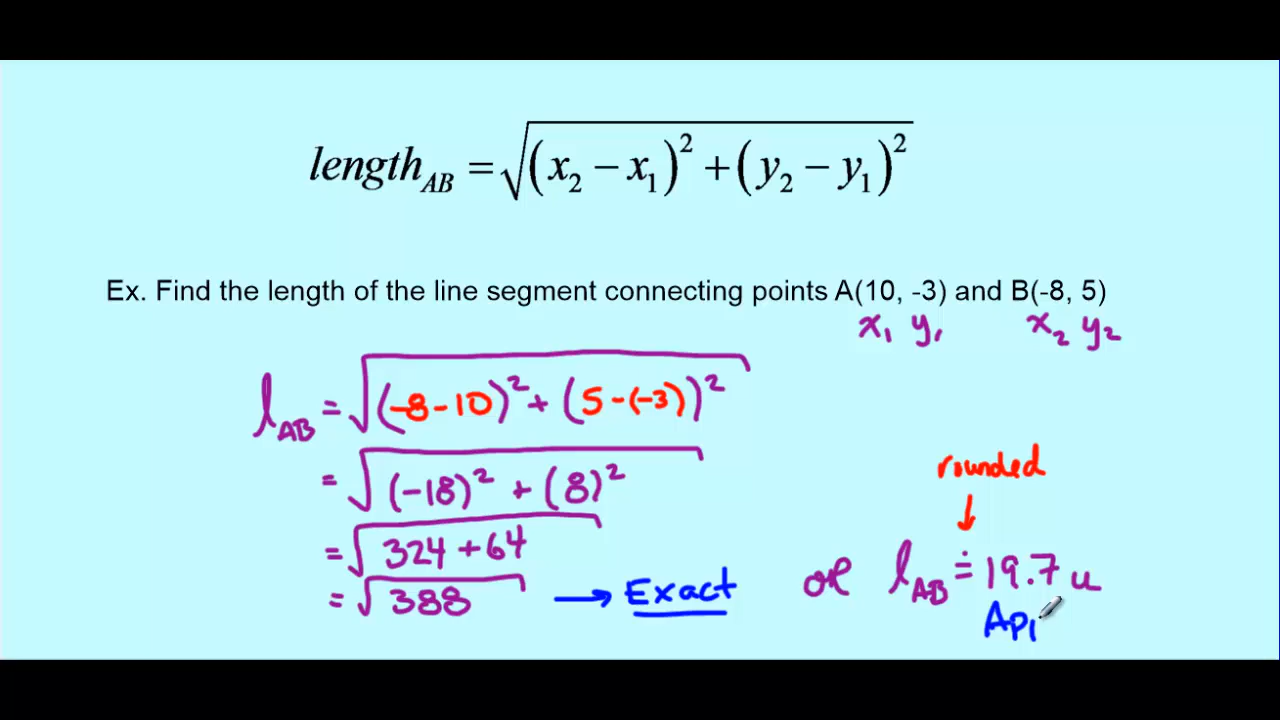 length_AB = √((x₂ − x₁)² + (y₂ − y₁)²)
Ex. Find the length of the line segment connecting points A(10, -3) and B(-8, 5)
x₁ y₁ x₂ y₂
l_AB = √((-8-10)² + (5-(-3))²)
= √((-18)² + (8)²)
= √(324 + 64)
= √388 → Exact
rounded
↓
or l_AB ≐ 19.7 u
Ap